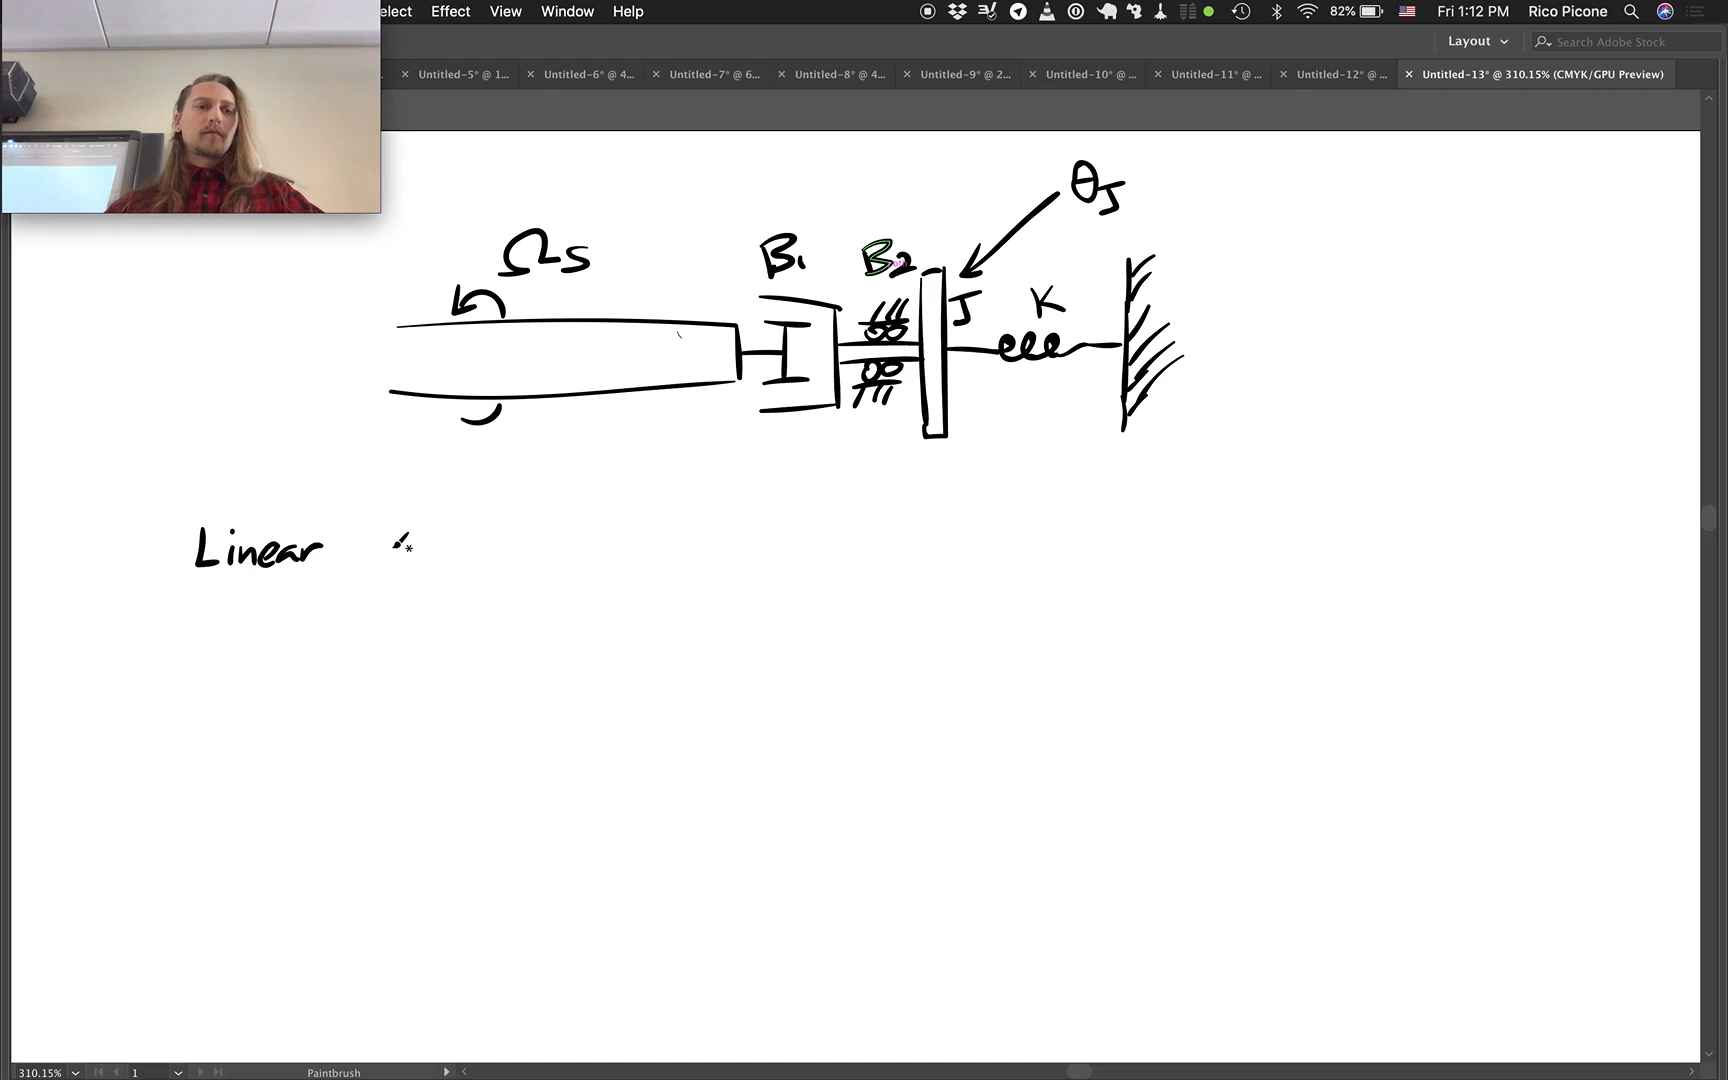 elect Effect View Window Help 82% Fri 1:12 PM Rico Picone
Layout Search Adobe Stock
× Untitled-5* @ 1... × Untitled-6* @ 4... × Untitled-7* @ 6... × Untitled-8* @ 4... × Untitled-9* @ 2... × Untitled-10* @ ... × Untitled-11* @ ... × Untitled-12* @ ... × Untitled-13* @ 310.15% (CMYK/GPU Preview)
θJ
Ωs B1 B2
J K
Linear
310.15% 1 Paintbrush